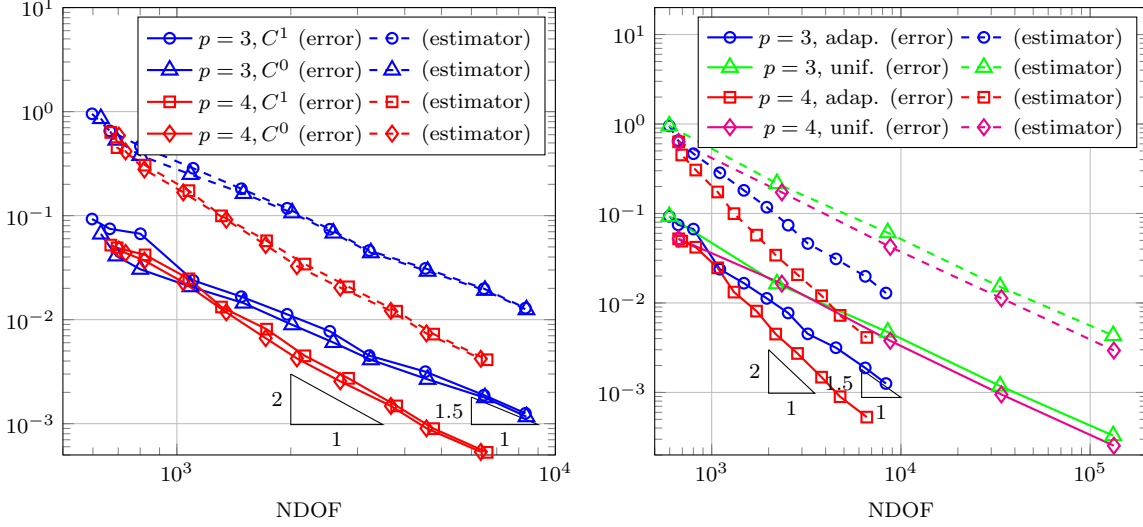 10^1
10^0
10^−1
10^−2
10^−3
p = 3, C^1 (error) (estimator)
p = 3, C^0 (error) (estimator)
p = 4, C^1 (error) (estimator)
p = 4, C^0 (error) (estimator)
2
1
1.5
1
10^3
10^4
NDOF
10^1
10^0
10^−1
10^−2
10^−3
p = 3, adap. (error) (estimator)
p = 3, unif. (error) (estimator)
p = 4, adap. (error) (estimator)
p = 4, unif. (error) (estimator)
2
1
1.5
1
10^3
10^4
10^5
NDOF